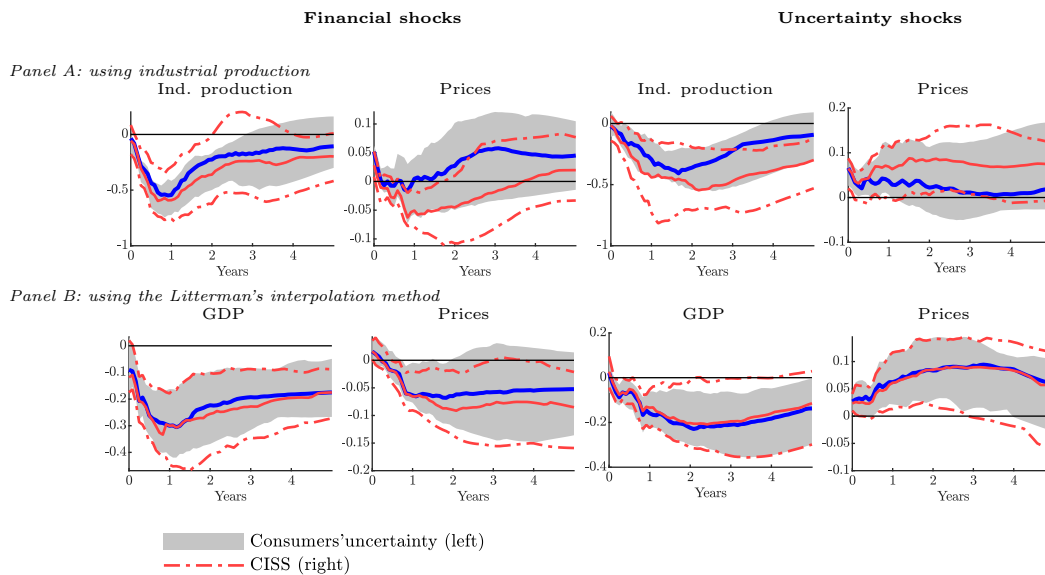 Financial shocks Uncertainty shocks
Panel A: using industrial production
Ind. production Prices Ind. production Prices
0 -0.5 -1
0.1 0.05 0 -0.05 -0.1
0 -0.5 -1
0.2 0.1 0 0.1
0 1 2 3 4 0 1 2 3 4 0 1 2 3 4 0 1 2 3 4
Years Years Years Years
Panel B: using the Litterman's interpolation method
GDP Prices GDP Prices
0 -0.1 -0.2 -0.3 -0.4
0 -0.05 -0.1 -0.15 -0.2
0.2 0 -0.2 -0.4
0.1 0.05 0 -0.05 -0.1
0 1 2 3 4 0 1 2 3 4 0 1 2 3 4 0 1 2 3 4
Years Years Years Years
Consumers'uncertainty (left)
CISS (right)